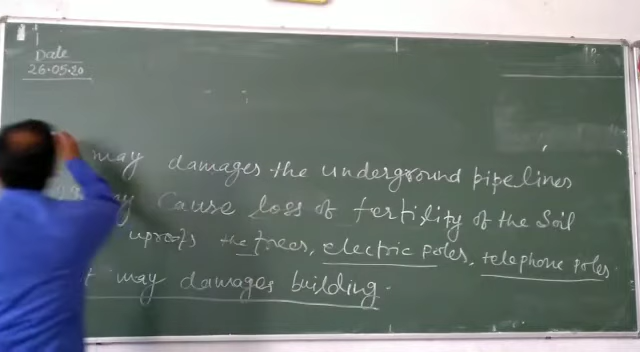 Date
26.05.20
may damages the underground pipelines
may Cause loss of fertility of the Soil
uproots the trees, electric poles, telephone poles
may damages building.